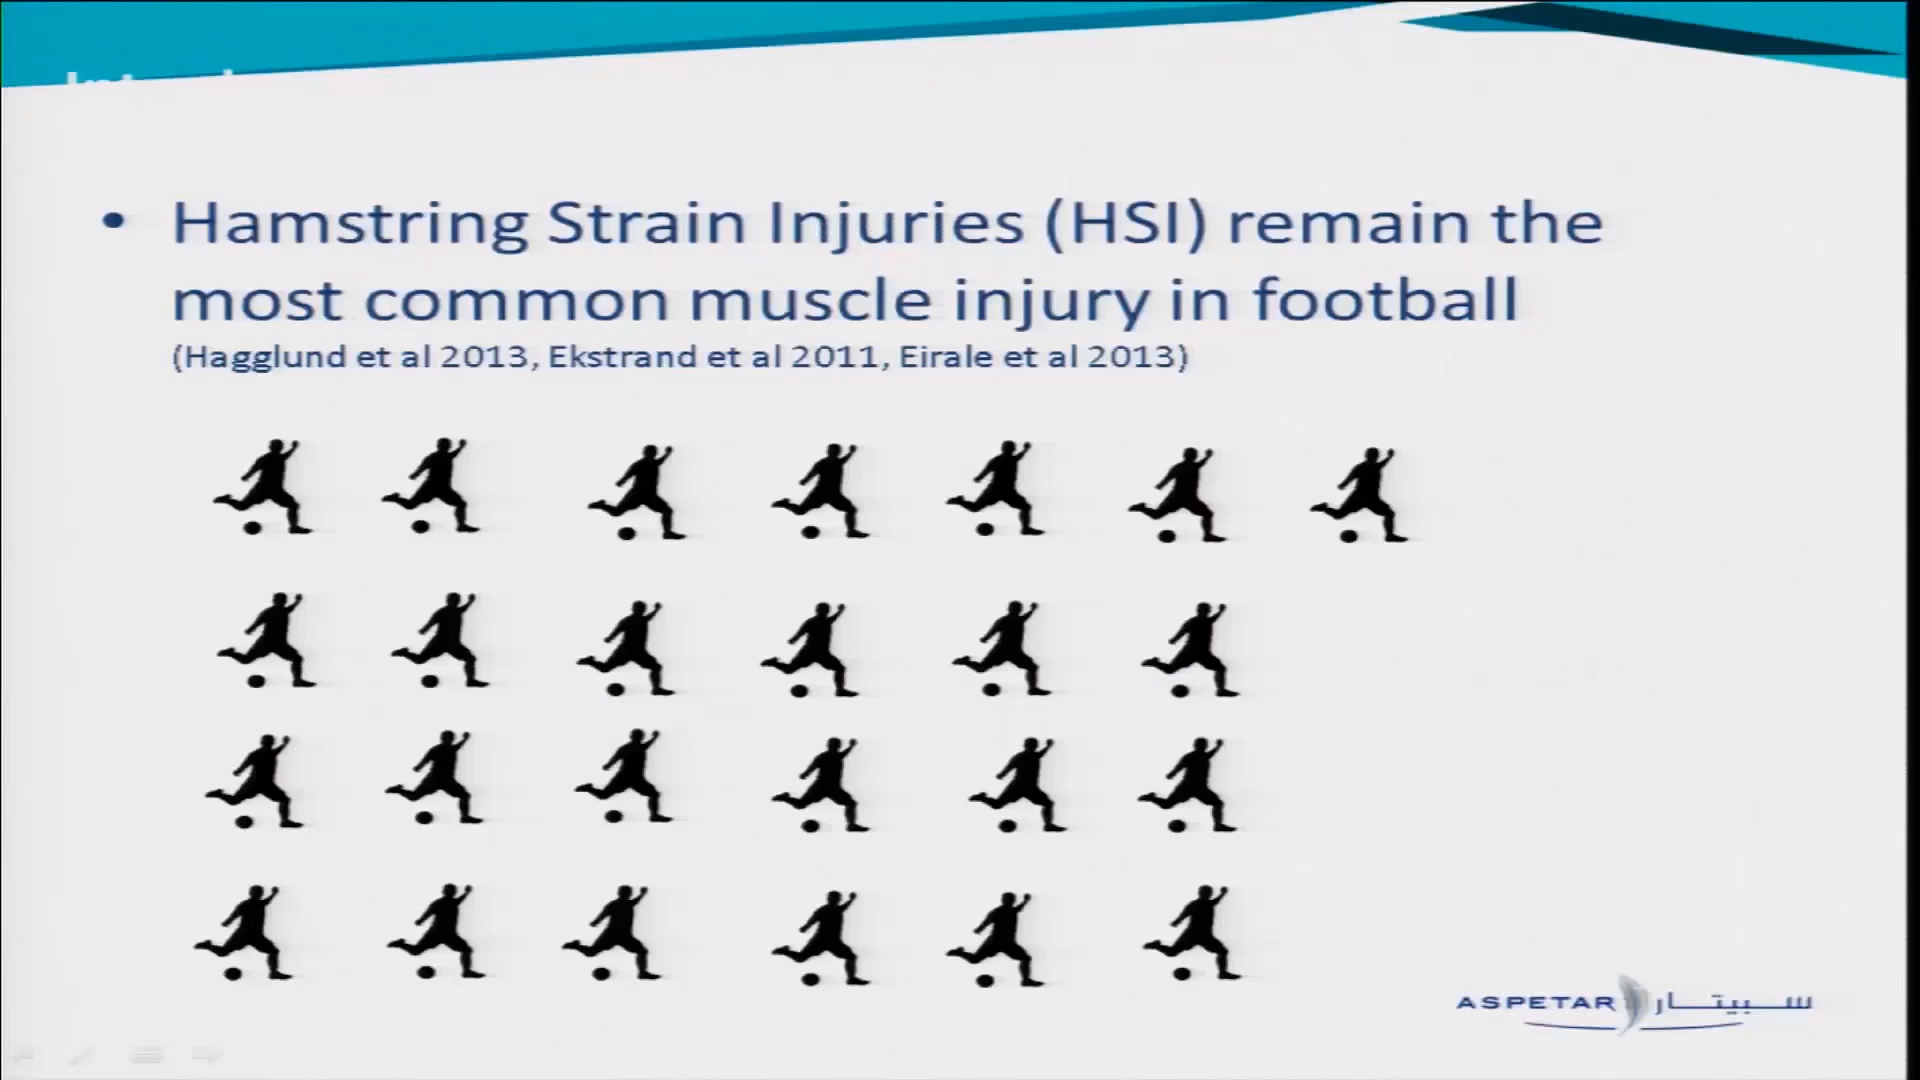 • Hamstring Strain Injuries (HSI) remain the
most common muscle injury in football
(Hagglund et al 2013, Ekstrand et al 2011, Eirale et al 2013)
ASPETAR سبيتار